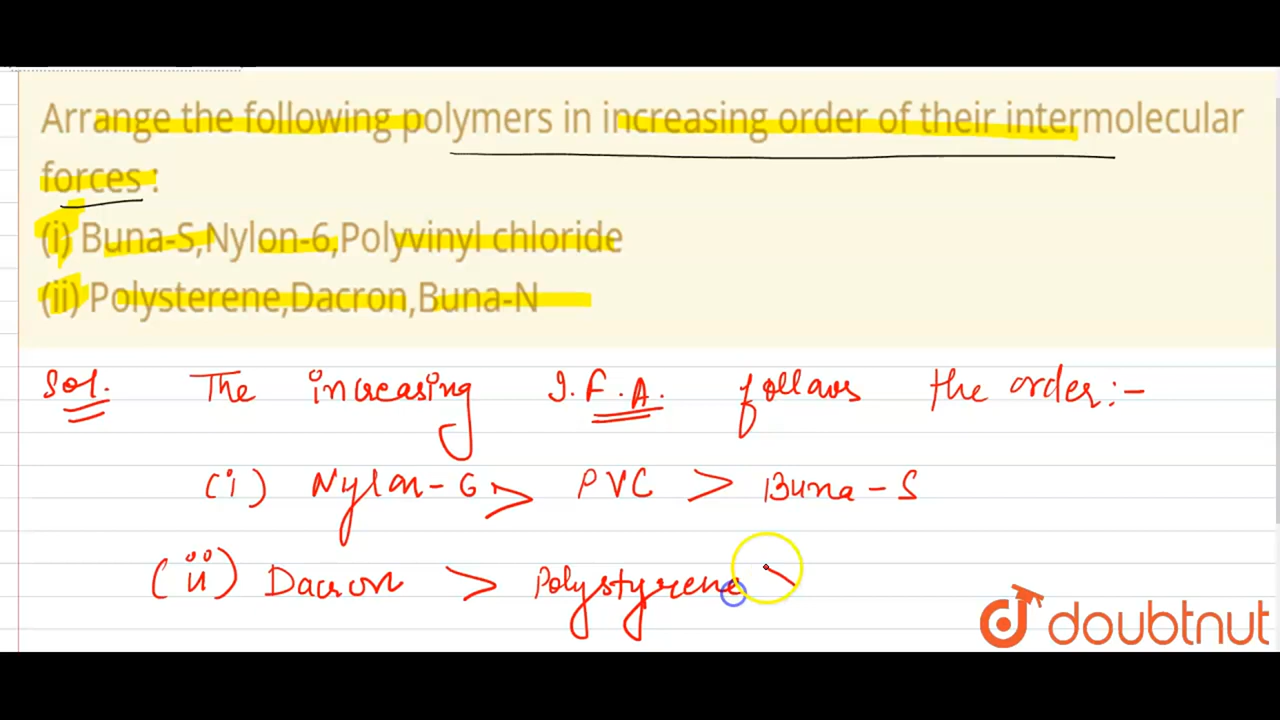 Arrange the following polymers in increasing order of their intermolecular
forces :
(i) Buna-S,Nylon-6,Polyvinyl chloride
(ii) Polysterene,Dacron,Buna-N
Sol. The increasing I.F.A. follows the order:-
(i) Nylon-6 > PVC > Buna-S
(ii) Dacron > Polystyrene
doubtnut